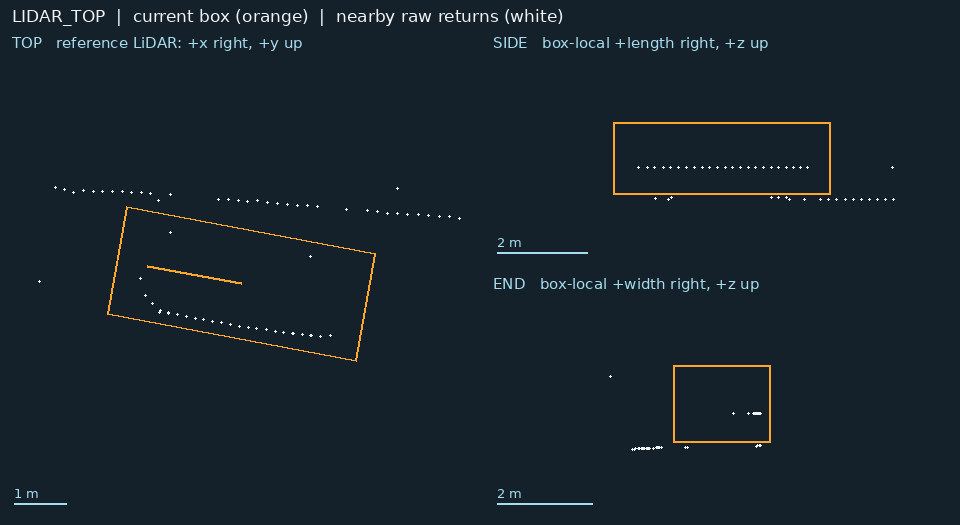 LIDAR_TOP | current box (orange) | nearby raw returns (white)
TOP reference LiDAR: +x right, +y up
SIDE box-local +length right, +z up
2 m
END box-local +width right, +z up
1 m
2 m